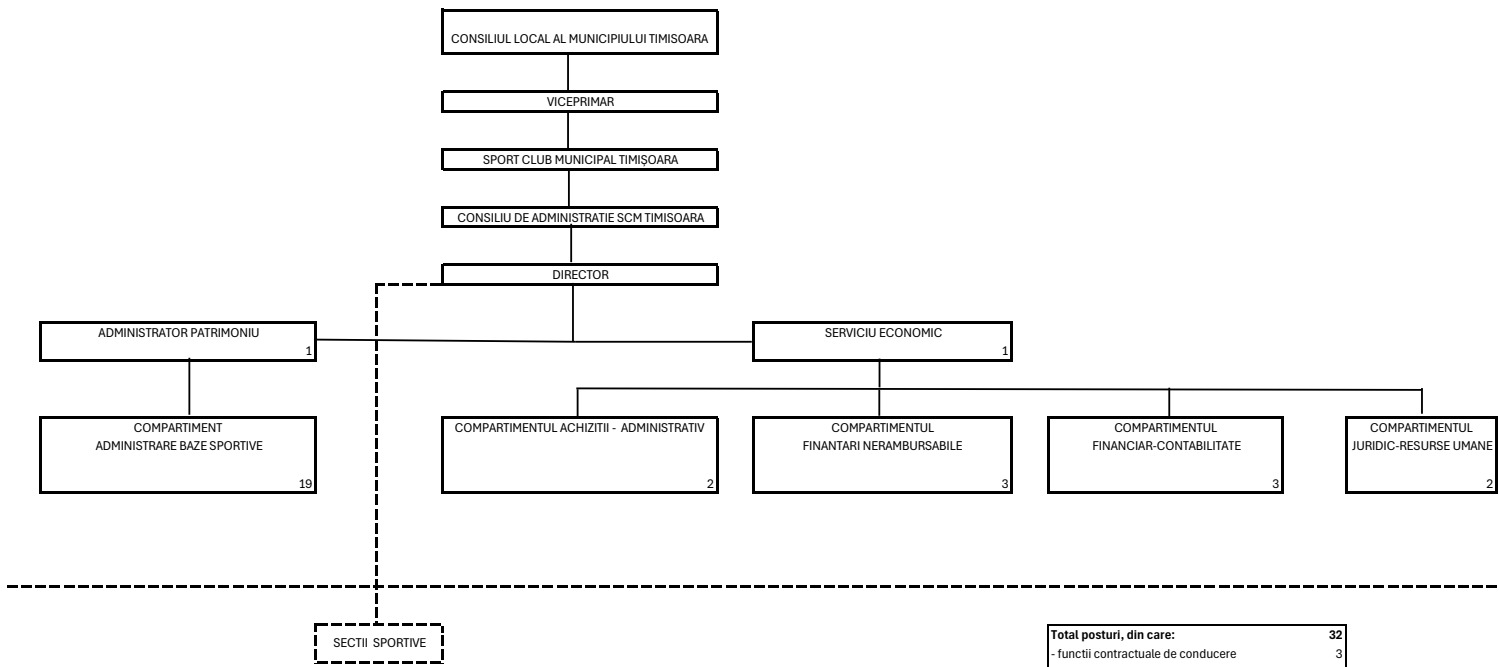 CONSILIUL LOCAL AL MUNICIPIULUI TIMISOARA
VICEPRIMAR
SPORT CLUB MUNICIPAL TIMIȘOARA
CONSILIU DE ADMINISTRATIE SCM TIMISOARA
DIRECTOR
ADMINISTRATOR PATRIMONIU
1
SERVICIU ECONOMIC
1
COMPARTIMENT
ADMINISTRARE BAZE SPORTIVE
19
COMPARTIMENTUL ACHIZITII - ADMINISTRATIV
2
COMPARTIMENTUL
FINANTARI NERAMBURSABILE
3
COMPARTIMENTUL
FINANCIAR-CONTABILITATE
3
COMPARTIMENTUL
JURIDIC-RESURSE UMANE
2
SECTII SPORTIVE
Total posturi, din care: 32
- functii contractuale de conducere 3